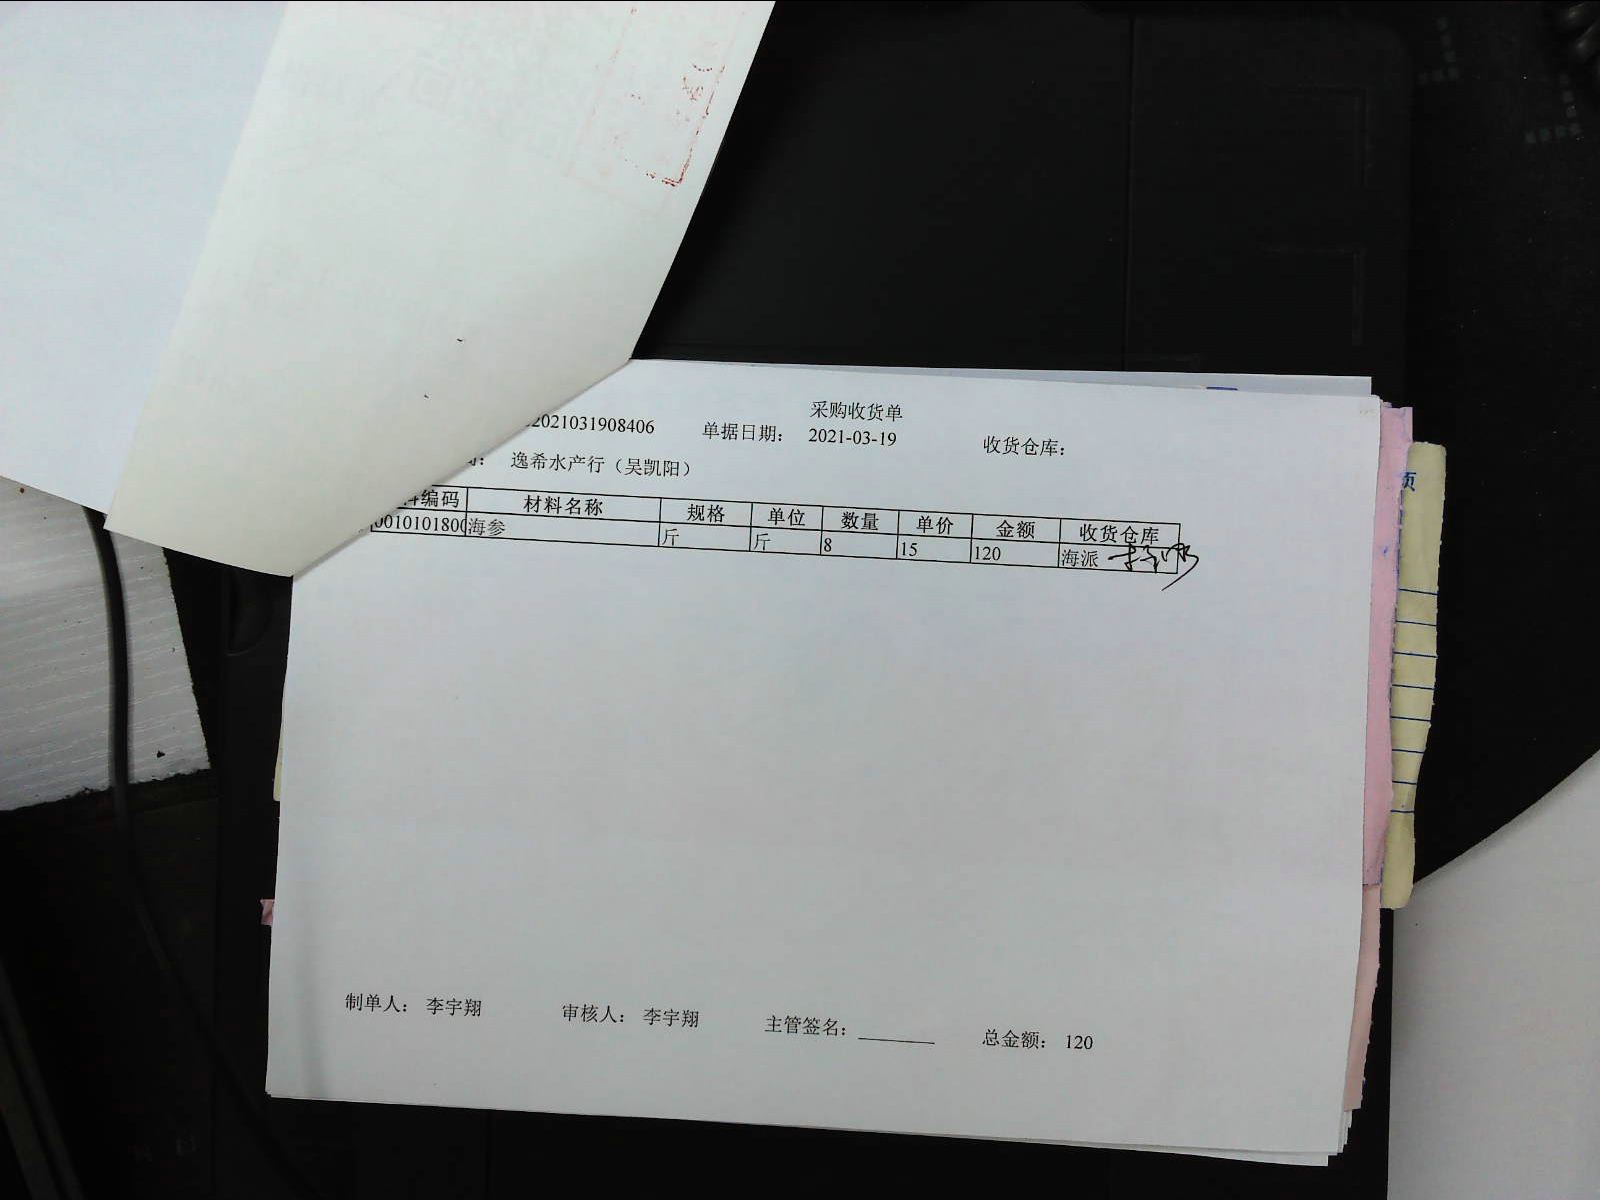 采购收货单
2021031908406 单据日期: 2021-03-19 收货仓库:
逸希水产行（吴凯阳）
编码 材料名称 规格 单位 数量 单价 金额 收货仓库
0010101800 海参 斤 斤 8 15 120 海派
制单人: 李宇翔 审核人: 李宇翔 主管签名: 总金额: 120
页